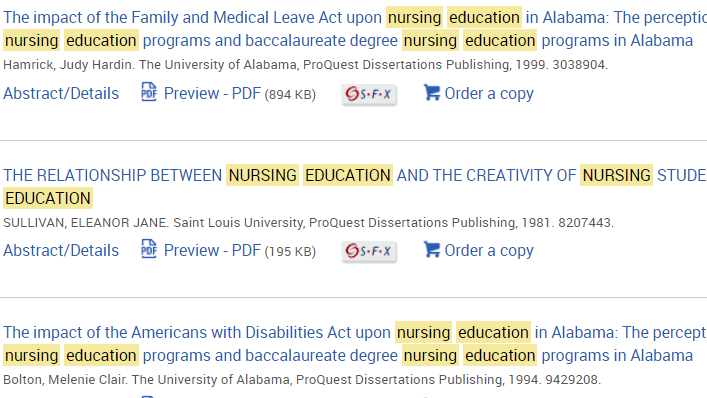 The impact of the Family and Medical Leave Act upon nursing education in Alabama: The
nursing education programs and baccalaureate degree nursing education programs in Alabama
Hamrick, Judy Hardin. The University of Alabama, ProQuest Dissertations Publishing, 1999. 3038904.
Abstract/Details PDF Preview - PDF (894 KB) S·F·X Order a copy
THE RELATIONSHIP BETWEEN NURSING EDUCATION AND THE CREATIVITY OF NURSING
EDUCATION
SULLIVAN, ELEANOR JANE. Saint Louis University, ProQuest Dissertations Publishing, 1981. 8207443.
Abstract/Details PDF Preview - PDF (195 KB) S·F·X Order a copy
The impact of the Americans with Disabilities Act upon nursing education in Alabama: The
nursing education programs and baccalaureate degree nursing education programs in Alabama
Bolton, Melenie Clair. The University of Alabama, ProQuest Dissertations Publishing, 1994. 9429208.